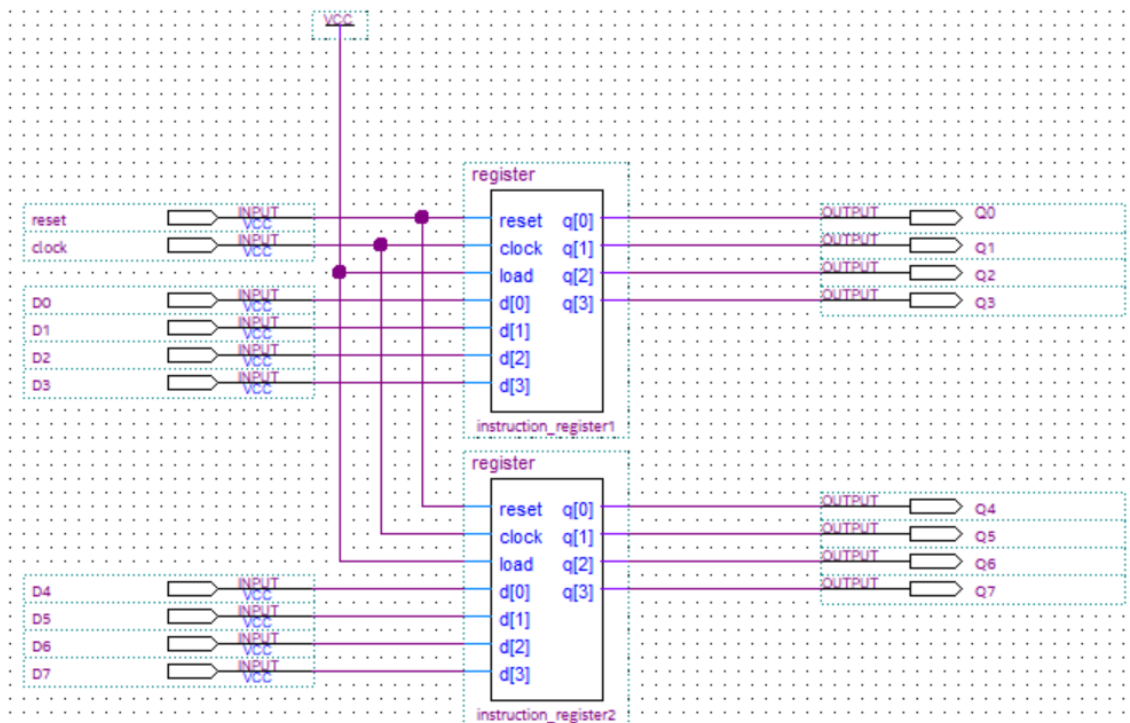 VCC
register
reset INPUT VCC reset q[0] OUTPUT Q0
clock INPUT VCC clock q[1] OUTPUT Q1
load q[2] OUTPUT Q2
D0 INPUT VCC d[0] q[3] OUTPUT Q3
D1 INPUT VCC d[1]
D2 INPUT VCC d[2]
D3 INPUT VCC d[3]
instruction_register1
register
reset q[0] OUTPUT Q4
clock q[1] OUTPUT Q5
load q[2] OUTPUT Q6
D4 INPUT VCC d[0] q[3] OUTPUT Q7
D5 INPUT VCC d[1]
D6 INPUT VCC d[2]
D7 INPUT VCC d[3]
instruction_register2